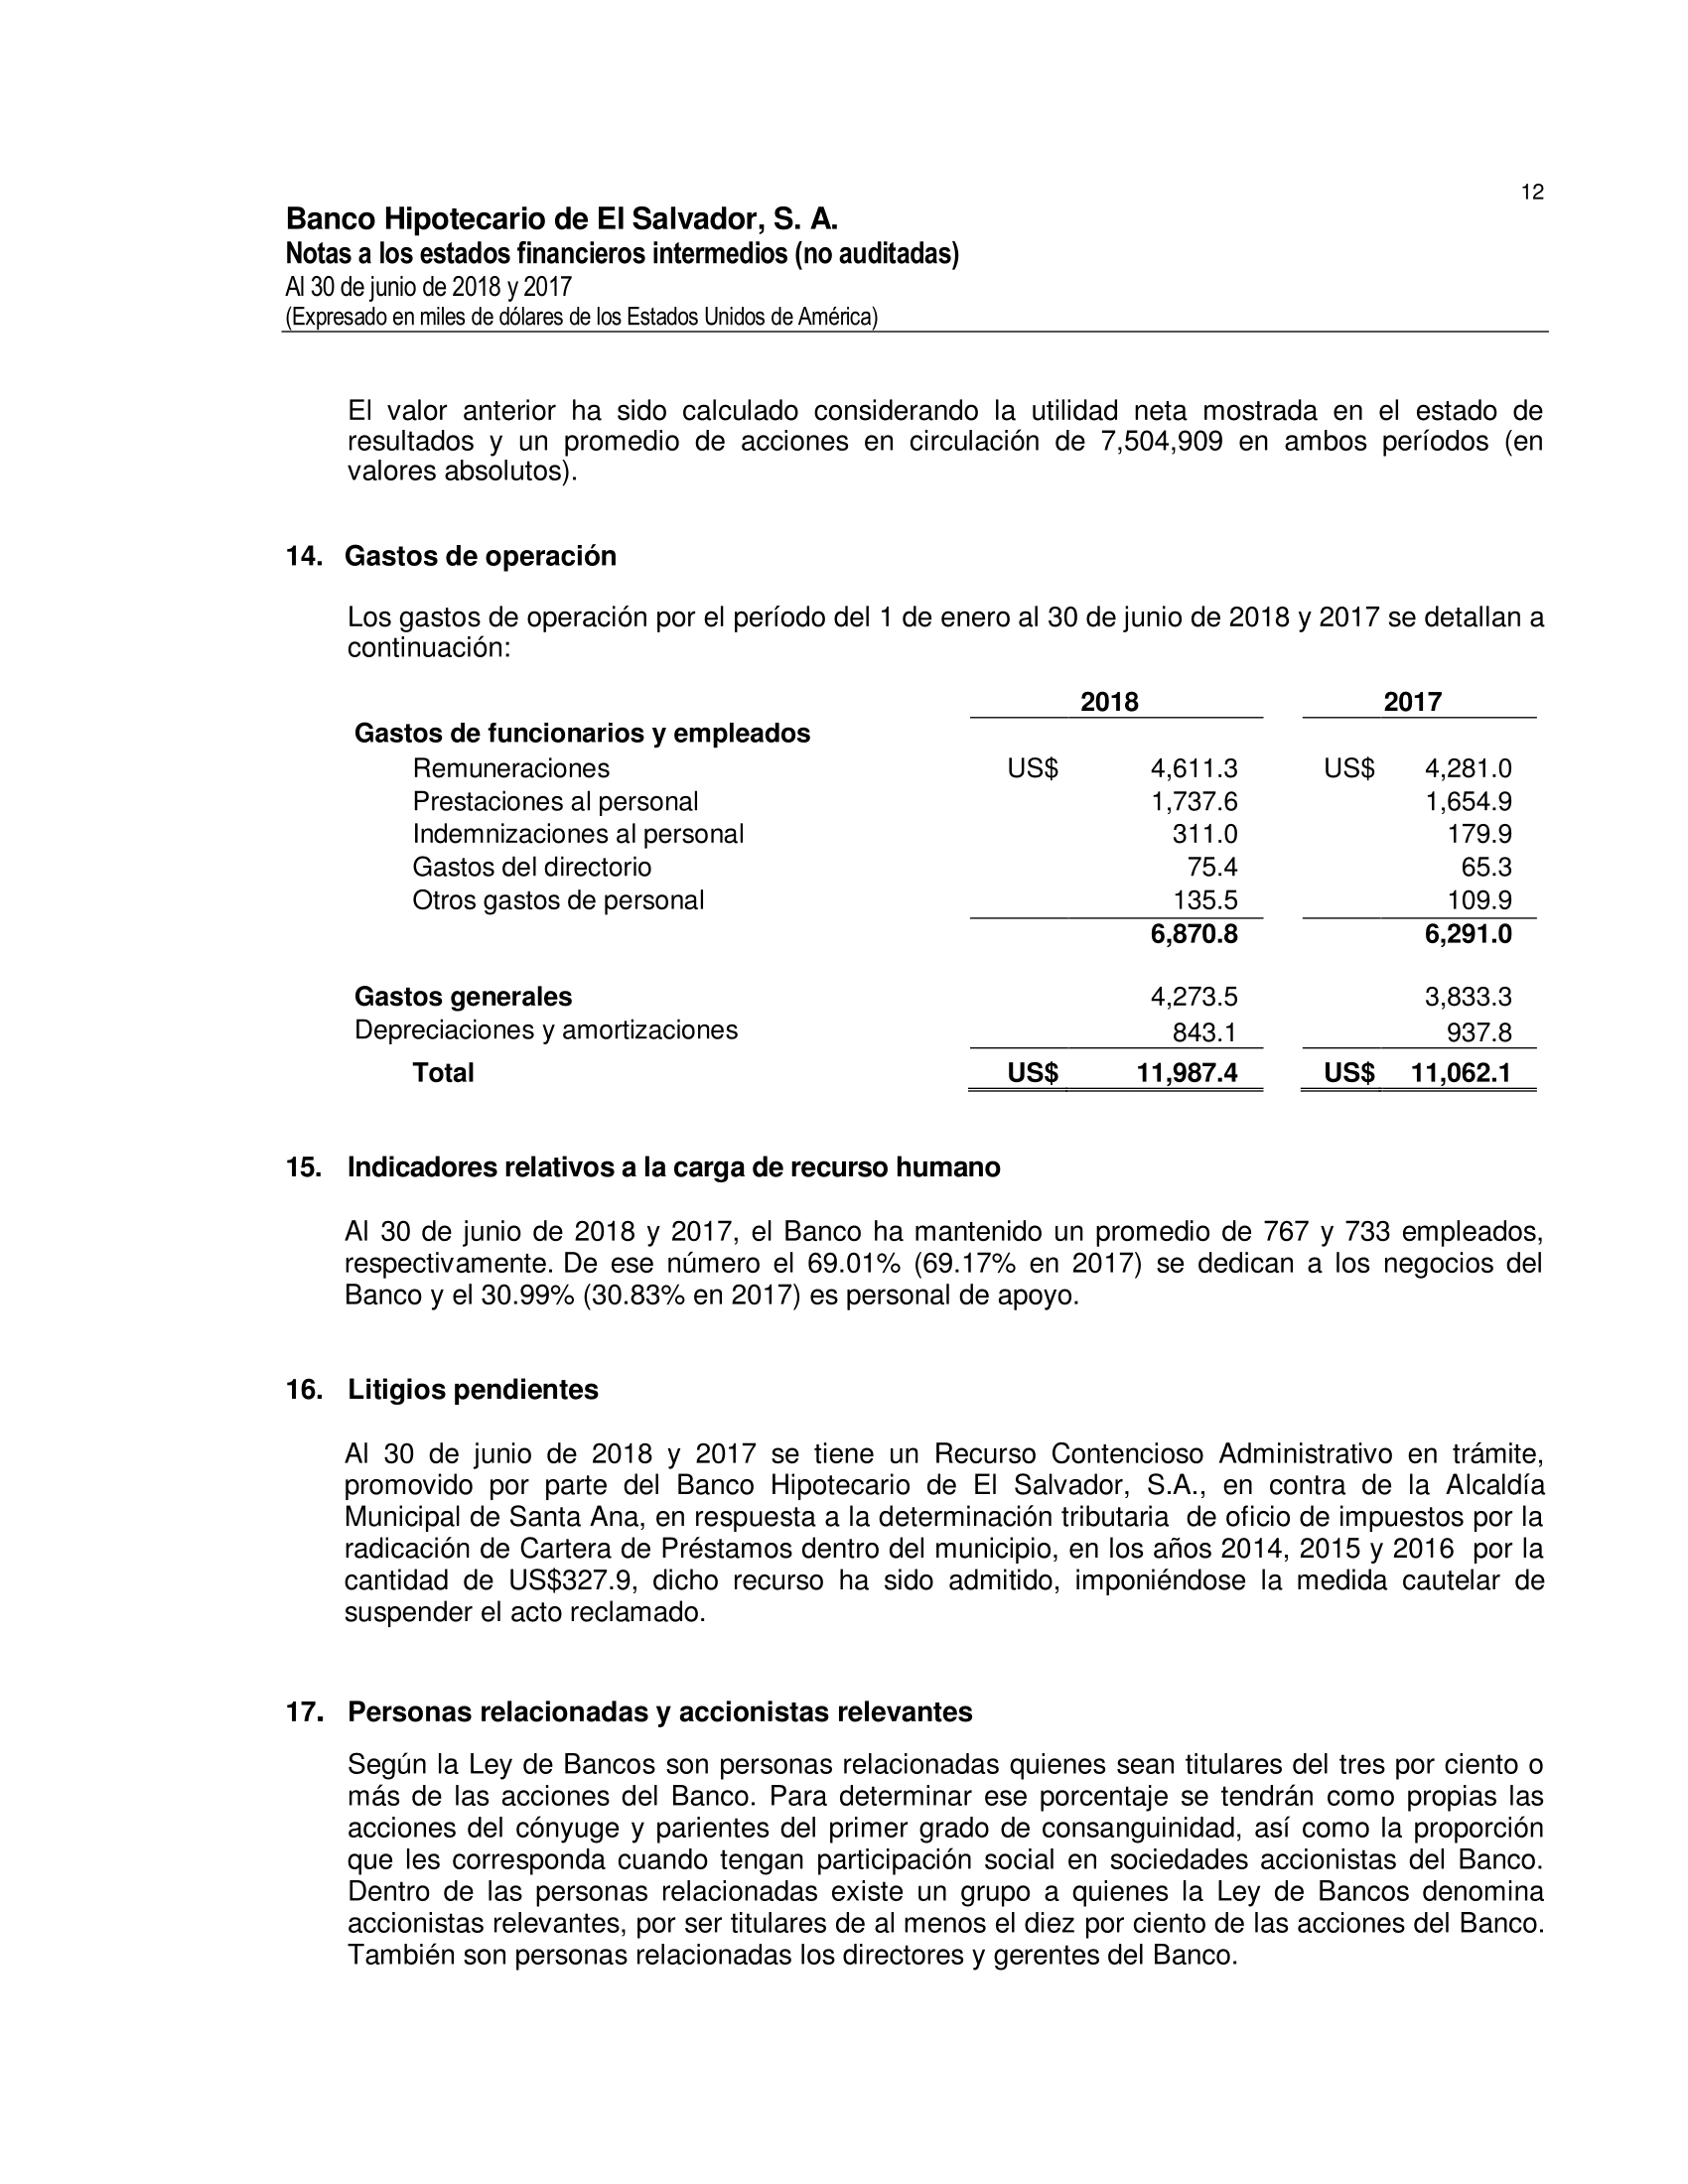 12
Banco Hipotecario de El Salvador, S. A.
Notas a los estados financieros intermedios (no auditadas)
Al 30 de junio de 2018 y 2017
(Expresado en miles de dólares de los Estados Unidos de América)
El valor anterior ha sido calculado considerando la utilidad neta mostrada en el estado de
resultados y un promedio de acciones en circulación de 7,504,909 en ambos períodos (en
valores absolutos).
14. Gastos de operación
Los gastos de operación por el período del 1 de enero al 30 de junio de 2018 y 2017 se detallan a
continuación:
2018 2017
Gastos de funcionarios y empleados
Remuneraciones US$ 4,611.3 US$ 4,281.0
Prestaciones al personal 1,737.6 1,654.9
Indemnizaciones al personal 311.0 179.9
Gastos del directorio 75.4 65.3
Otros gastos de personal 135.5 109.9
6,870.8 6,291.0
Gastos generales 4,273.5 3,833.3
Depreciaciones y amortizaciones 843.1 937.8
Total US$ 11,987.4 US$ 11,062.1
15. Indicadores relativos a la carga de recurso humano
Al 30 de junio de 2018 y 2017, el Banco ha mantenido un promedio de 767 y 733 empleados,
respectivamente. De ese número el 69.01% (69.17% en 2017) se dedican a los negocios del
Banco y el 30.99% (30.83% en 2017) es personal de apoyo.
16. Litigios pendientes
Al 30 de junio de 2018 y 2017 se tiene un Recurso Contencioso Administrativo en trámite,
promovido por parte del Banco Hipotecario de El Salvador, S.A., en contra de la Alcaldía
Municipal de Santa Ana, en respuesta a la determinación tributaria de oficio de impuestos por la
radicación de Cartera de Préstamos dentro del municipio, en los años 2014, 2015 y 2016 por la
cantidad de US$327.9, dicho recurso ha sido admitido, imponiéndose la medida cautelar de
suspender el acto reclamado.
17. Personas relacionadas y accionistas relevantes
Según la Ley de Bancos son personas relacionadas quienes sean titulares del tres por ciento o
más de las acciones del Banco. Para determinar ese porcentaje se tendrán como propias las
acciones del cónyuge y parientes del primer grado de consanguinidad, así como la proporción
que les corresponda cuando tengan participación social en sociedades accionistas del Banco.
Dentro de las personas relacionadas existe un grupo a quienes la Ley de Bancos denomina
accionistas relevantes, por ser titulares de al menos el diez por ciento de las acciones del Banco.
También son personas relacionadas los directores y gerentes del Banco.